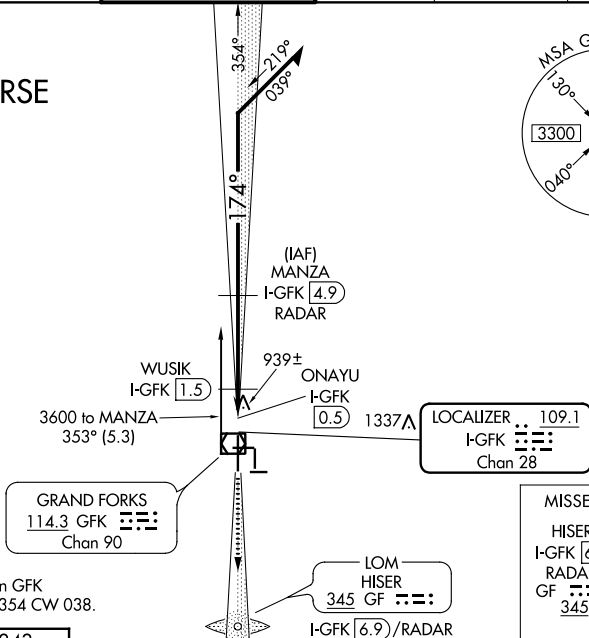 RSE
354°
219°
039°
MSA G
130°
3300
040°
174°
(IAF)
MANZA
I-GFK 4.9
RADAR
WUSIK
I-GFK 1.5
939±
ONAYU
I-GFK
0.5
3600 to MANZA
353° (5.3)
1337
LOCALIZER 109.1
I-GFK
Chan 28
GRAND FORKS
114.3 GFK
Chan 90
MISSE
HISER
I-GFK 6
RADA
GF
345
LOM
HISER
345 GF
I-GFK 6.9/RADAR
n GFK
354 CW 038.